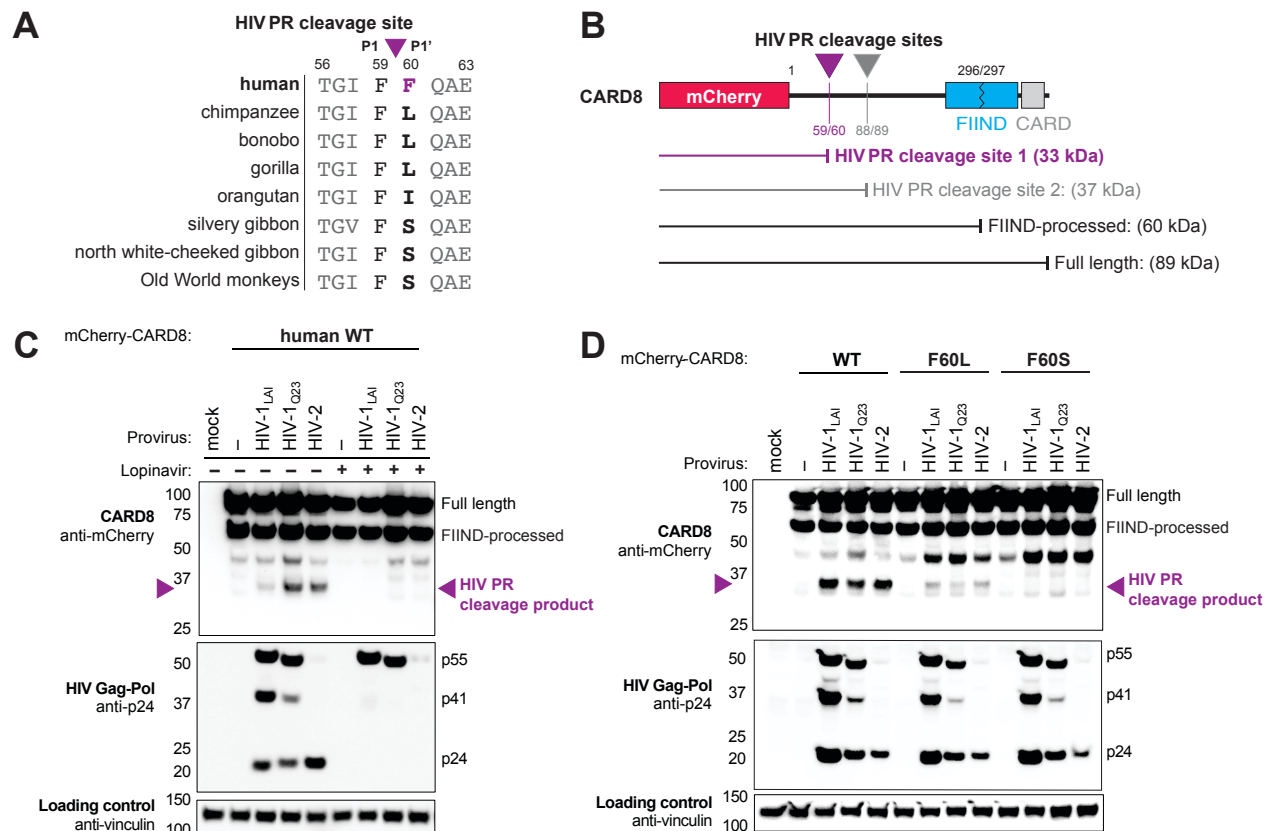 A
HIV PR cleavage site
P1 P1'
56 59 60 63
human TGI F F QAE
chimpanzee TGI F L QAE
bonobo TGI F L QAE
gorilla TGI F L QAE
orangutan TGI F I QAE
silvery gibbon TGV F S QAE
north white-cheeked gibbon TGI F S QAE
Old World monkeys TGI F S QAE
B
HIV PR cleavage sites
1 296/297
CARD8 mCherry
59/60 88/89 FIIND CARD
HIV PR cleavage site 1 (33 kDa)
HIV PR cleavage site 2: (37 kDa)
FIIND-processed: (60 kDa)
Full length: (89 kDa)
C
mCherry-CARD8: human WT
Provirus: mock – HIV-1LAI HIV-1Q23 HIV-2 – HIV-1LAI HIV-1Q23 HIV-2
Lopinavir: – – – – – + + + +
CARD8
anti-mCherry
100
75
50
37
25
Full length
FIIND-processed
HIV PR
cleavage product
HIV Gag-Pol
anti-p24
50
37
25
20
p55
p41
p24
Loading control
anti-vinculin
150
100
D
mCherry-CARD8: WT F60L F60S
Provirus: mock – HIV-1LAI HIV-1Q23 HIV-2 – HIV-1LAI HIV-1Q23 HIV-2 – HIV-1LAI HIV-1Q23 HIV-2
CARD8
anti-mCherry
100
75
50
37
25
Full length
FIIND-processed
HIV PR
cleavage product
HIV Gag-Pol
anti-p24
50
37
25
20
p55
p41
p24
Loading control
anti-vinculin
150
100